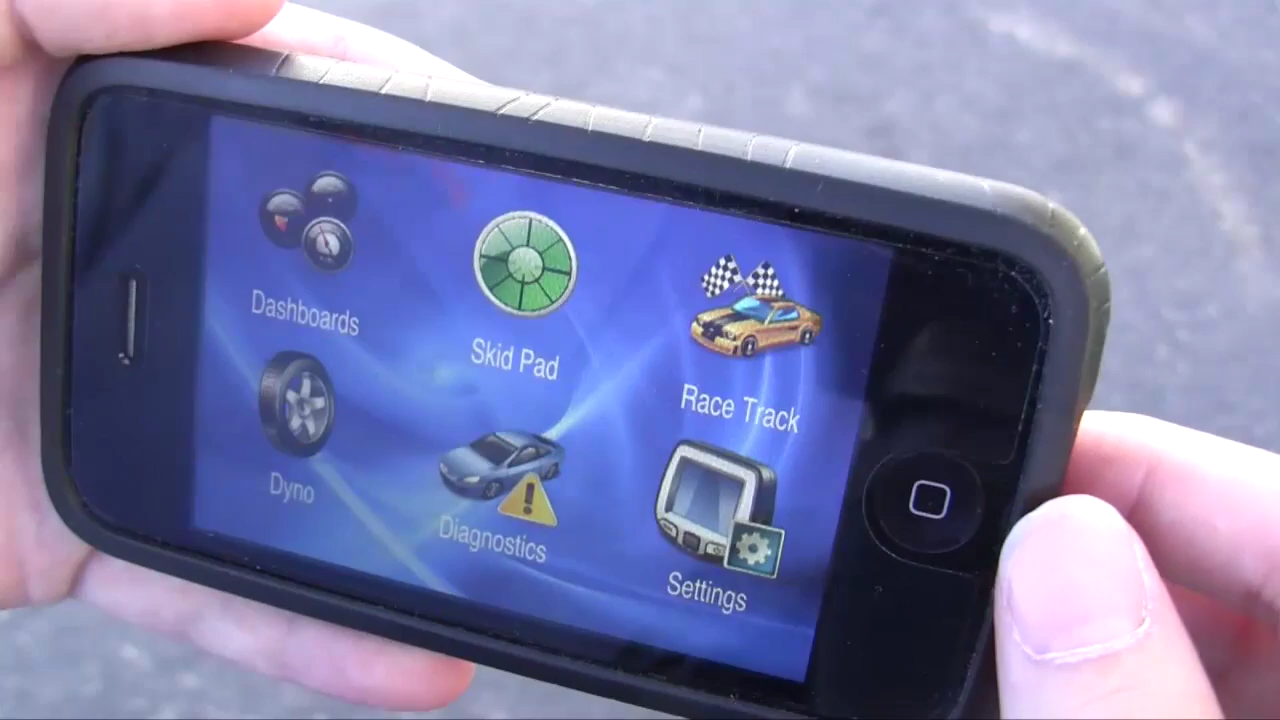 Dashboards
Skid Pad
Race Track
Dyno
Diagnostics
Settings